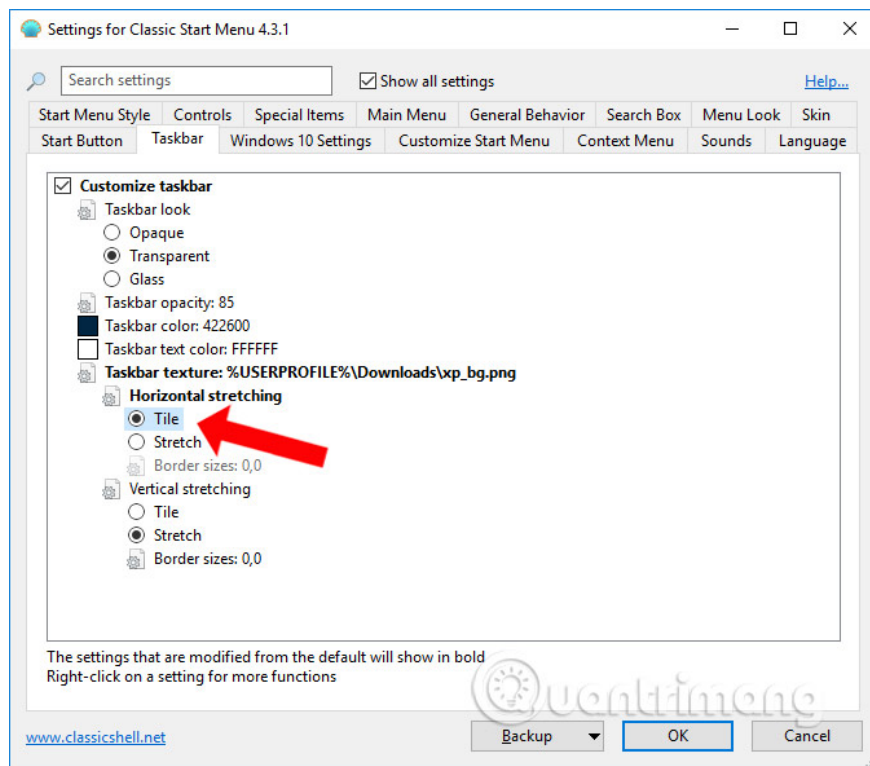 Settings for Classic Start Menu 4.3.1
Search settings
Show all settings
Help...
Start Menu Style Controls Special Items Main Menu General Behavior Search Box Menu Look Skin
Start Button Taskbar Windows 10 Settings Customize Start Menu Context Menu Sounds Language
Customize taskbar
Taskbar look
Opaque
Transparent
Glass
Taskbar opacity: 85
Taskbar color: 422600
Taskbar text color: FFFFFF
Taskbar texture: %USERPROFILE%\Downloads\xp_bg.png
Horizontal stretching
Tile
Stretch
Border sizes: 0,0
Vertical stretching
Tile
Stretch
Border sizes: 0,0
The settings that are modified from the default will show in bold
Right-click on a setting for more functions
Quantrimang
www.classicshell.net
Backup OK Cancel